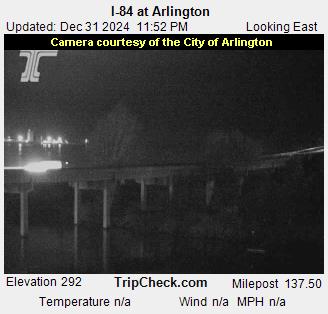 I-84 at Arlington
Updated: Dec 31 2024 11:52 PM Looking East
Camera courtesy of the City of Arlington
Elevation 292 TripCheck.com Milepost 137.50
Temperature n/a Wind n/a MPH n/a